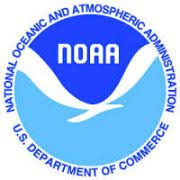 NATIONAL OCEANIC AND ATMOSPHERIC ADMINISTRATION
NOAA
U.S. DEPARTMENT OF COMMERCE